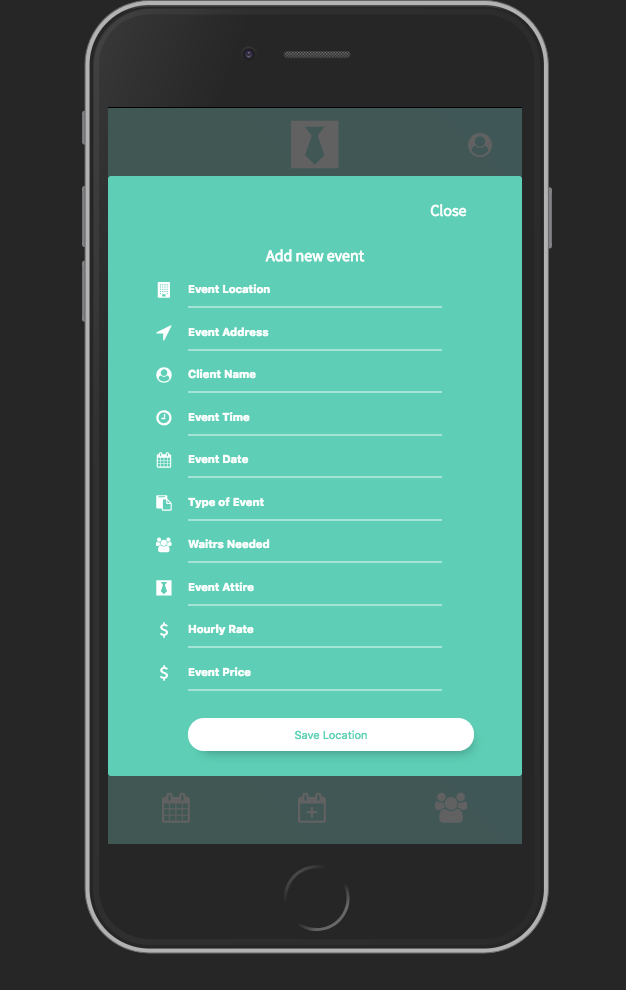 Close
Add new event
Event Location
Event Address
Client Name
Event Time
Event Date
Type of Event
Waitrs Needed
Event Attire
Hourly Rate
Event Price
Save Location